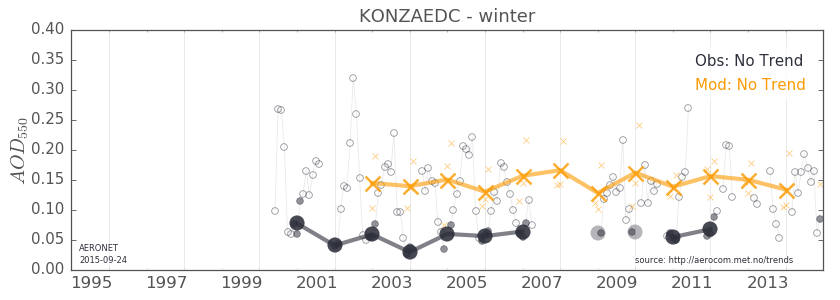 KONZAEDC - winter
0.40
0.35
0.30
0.25
0.20
0.15
0.10
0.05
0.00
AOD550
Obs: No Trend
Mod: No Trend
AERONET
2015-09-24
source: http://aerocom.met.no/trends
1995 1997 1999 2001 2003 2005 2007 2009 2011 2013